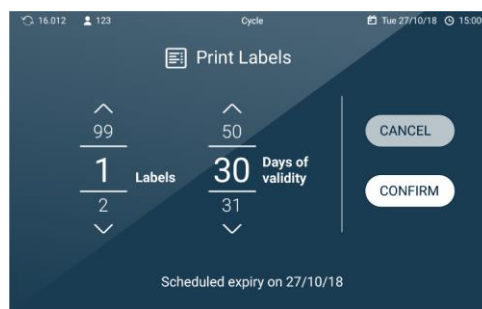 16.012 123 Cycle Tue 27/10/18 15:00
Print Labels
99 50
1 Labels 30 Days of validity
2 31
CANCEL
CONFIRM
Scheduled expiry on 27/10/18